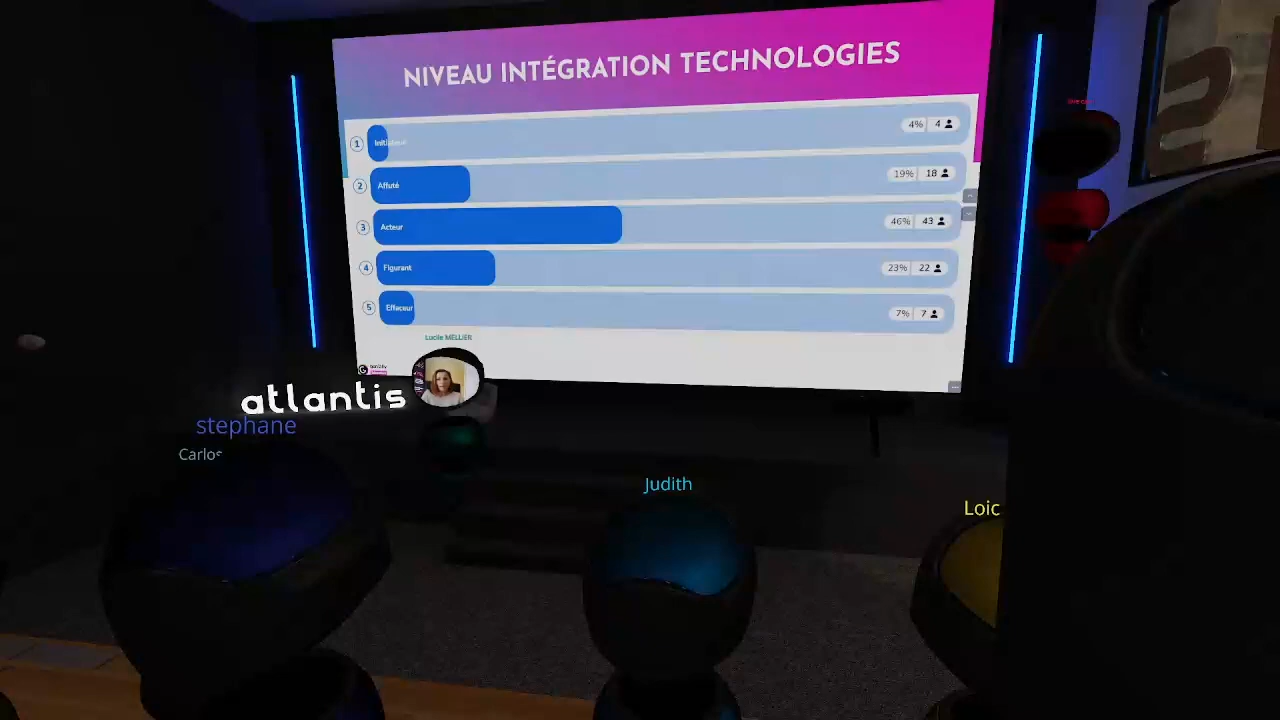 NIVEAU INTÉGRATION TECHNOLOGIES
1 Initiateur 4% 4
2 Affuté 19% 18
3 Acteur 46% 43
4 Figurant 23% 22
5 Effaceur 7% 7
Lucile MELLIER
atlantis
stephane
Carlos
Judith
Loic